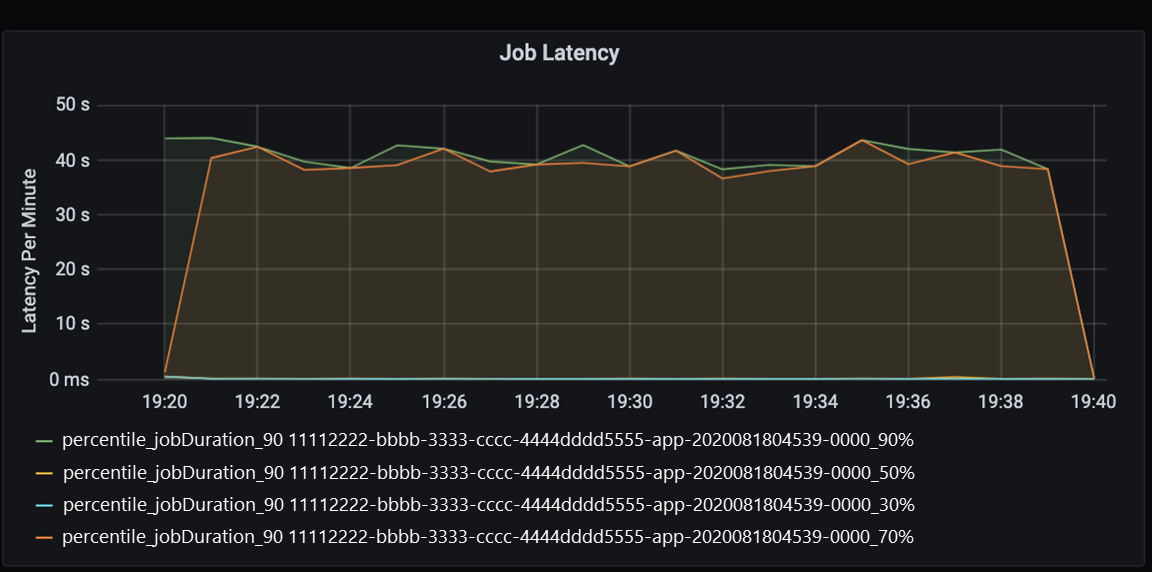 Job Latency
Latency Per Minute
50 s
40 s
30 s
20 s
10 s
0 ms
19:20 19:22 19:24 19:26 19:28 19:30 19:32 19:34 19:36 19:38 19:40
percentile_jobDuration_90 11112222-bbbb-3333-cccc-4444dddd5555-app-2020081804539-0000_90%
percentile_jobDuration_90 11112222-bbbb-3333-cccc-4444dddd5555-app-2020081804539-0000_50%
percentile_jobDuration_90 11112222-bbbb-3333-cccc-4444dddd5555-app-2020081804539-0000_30%
percentile_jobDuration_90 11112222-bbbb-3333-cccc-4444dddd5555-app-2020081804539-0000_70%